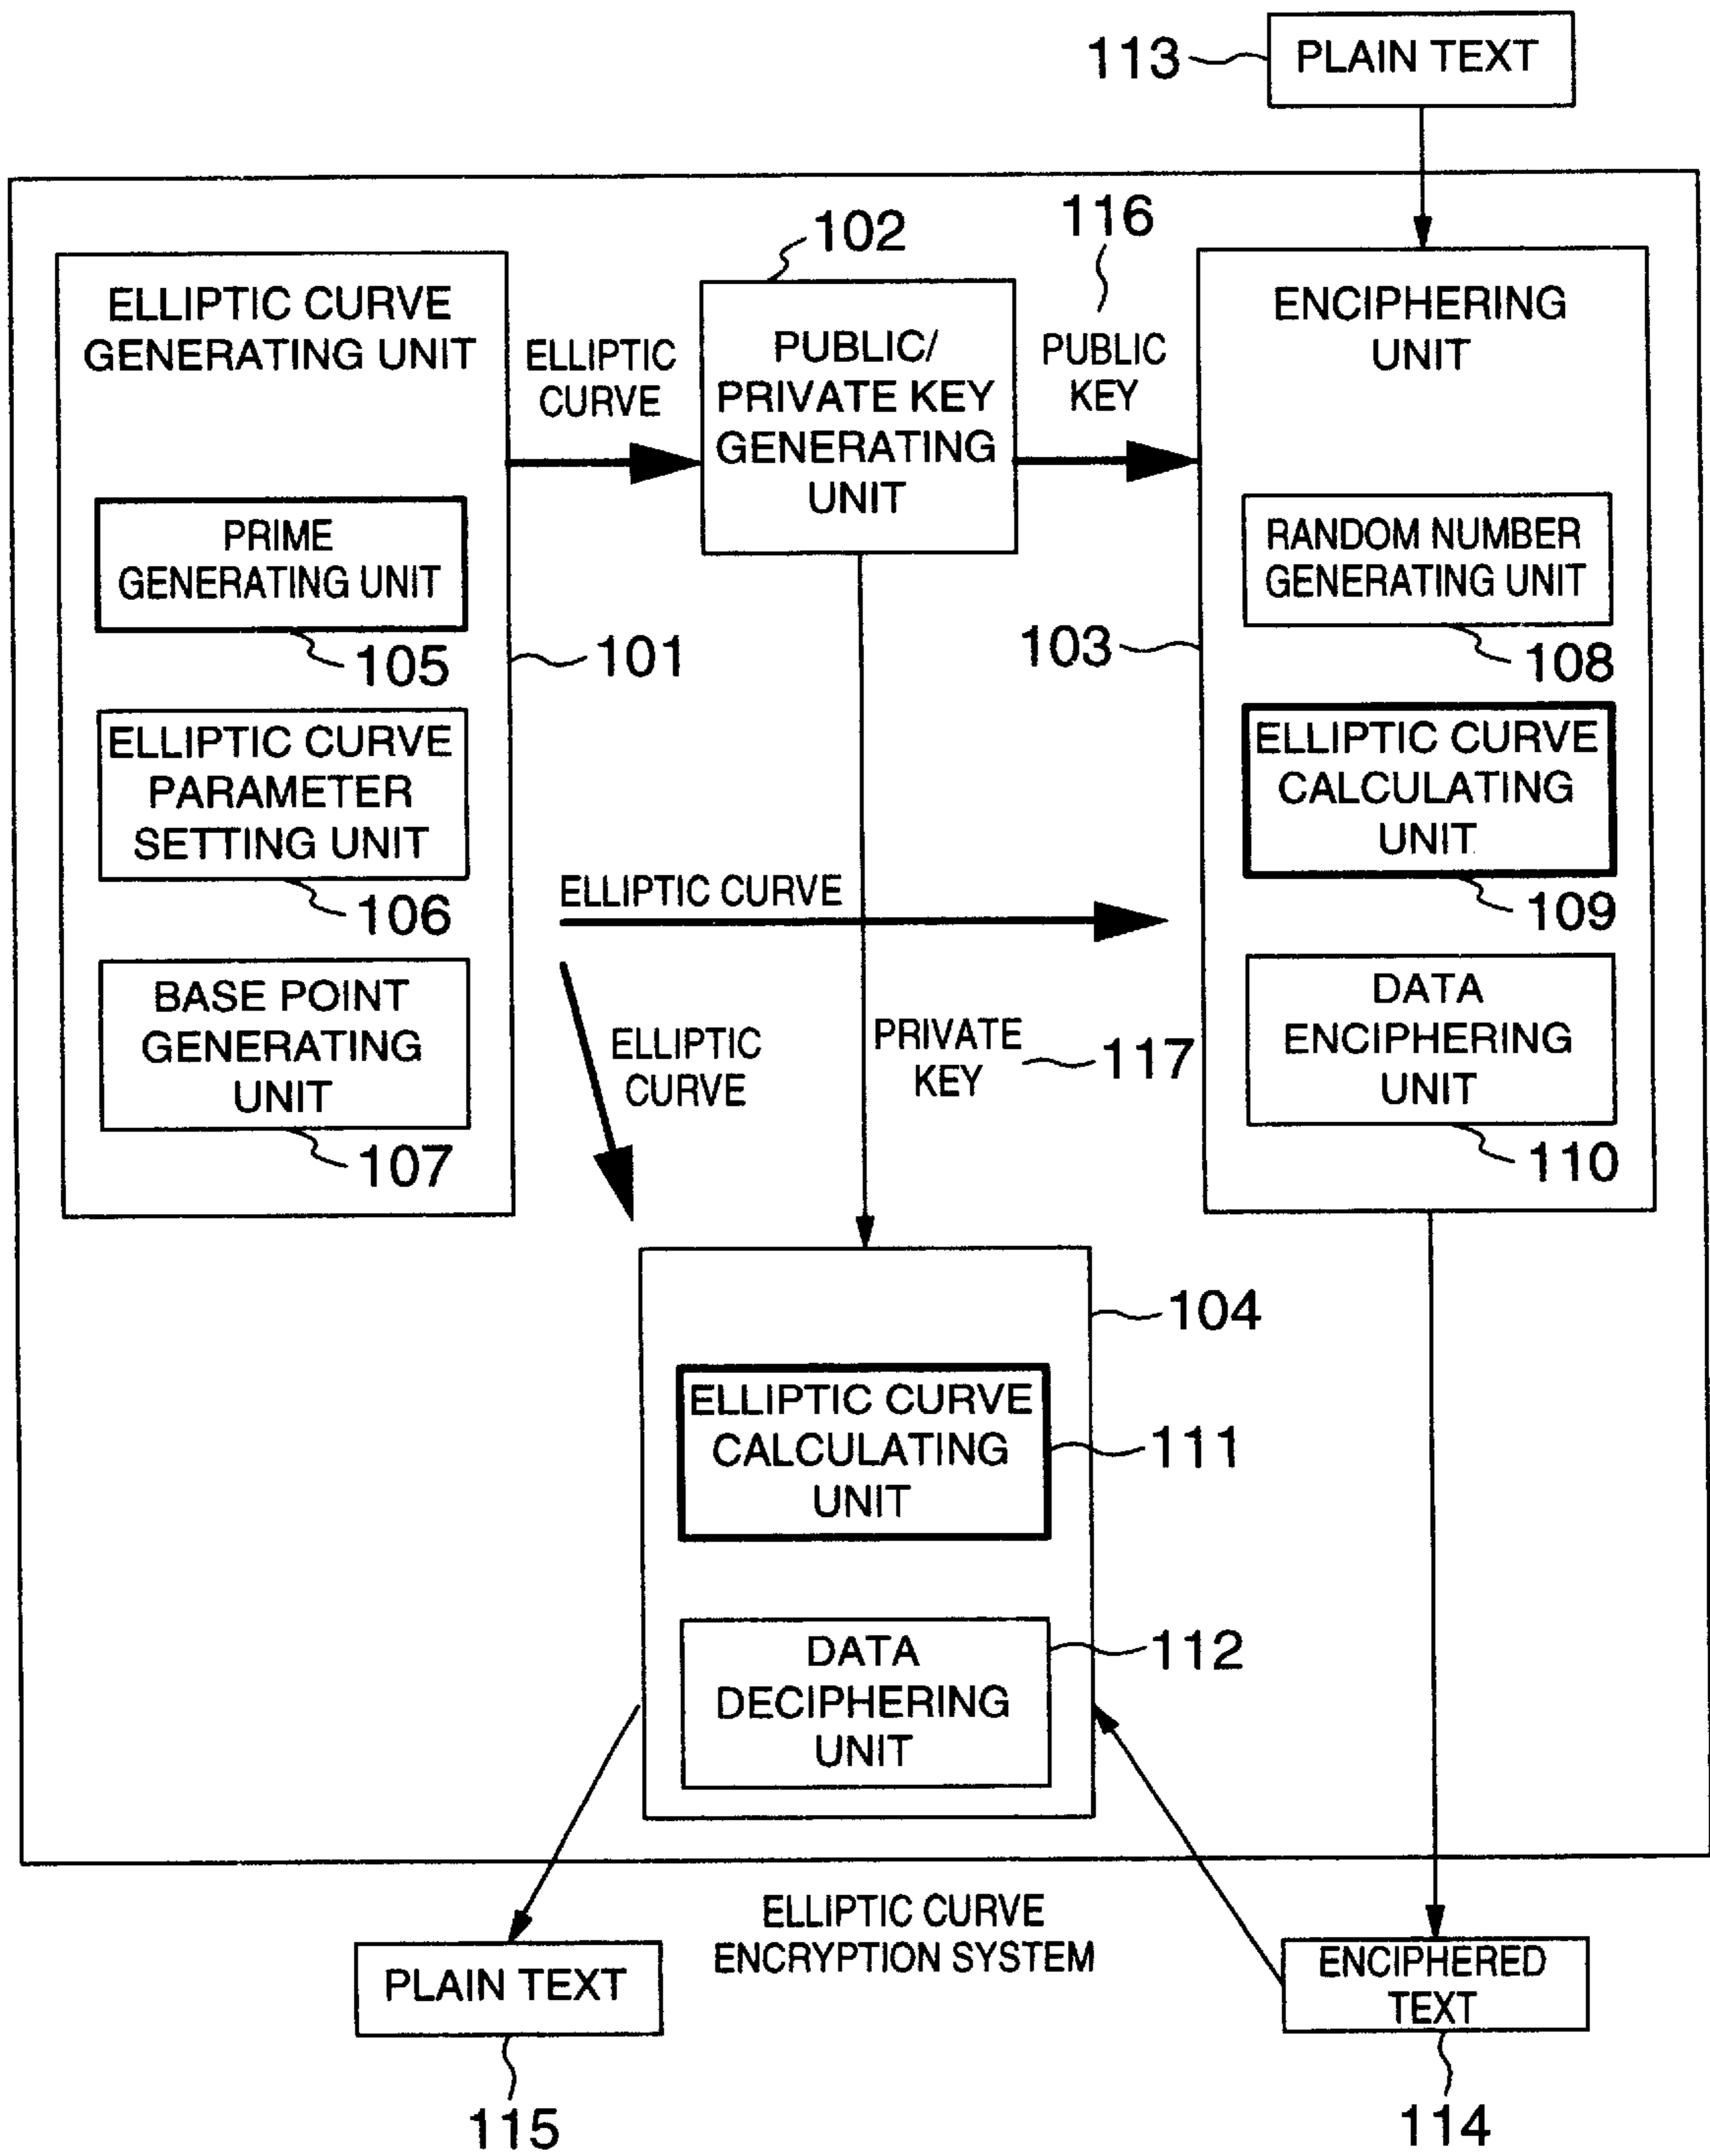 113
PLAIN TEXT
102
116
ELLIPTIC CURVE
GENERATING UNIT
ELLIPTIC
CURVE
PUBLIC/
PRIVATE KEY
GENERATING
UNIT
PUBLIC
KEY
ENCIPHERING
UNIT
PRIME
GENERATING UNIT
105
101
103
RANDOM NUMBER
GENERATING UNIT
108
ELLIPTIC CURVE
PARAMETER
SETTING UNIT
106
ELLIPTIC CURVE
ELLIPTIC CURVE
CALCULATING
UNIT
109
BASE POINT
GENERATING
UNIT
107
ELLIPTIC
CURVE
PRIVATE
KEY
117
DATA
ENCIPHERING
UNIT
110
104
ELLIPTIC CURVE
CALCULATING
UNIT
111
DATA
DECIPHERING
UNIT
112
ELLIPTIC CURVE
ENCRYPTION SYSTEM
PLAIN TEXT
115
ENCIPHERED
TEXT
114